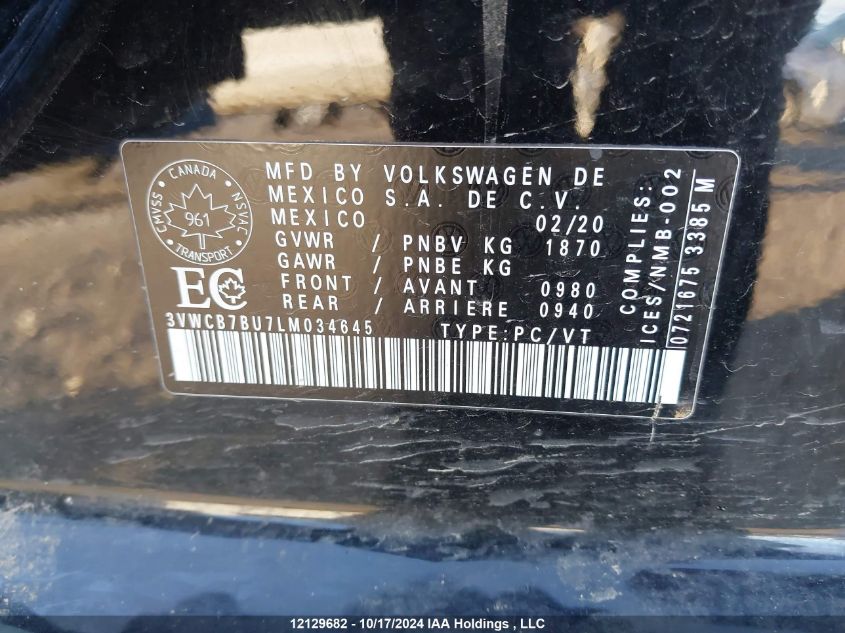 CANADA
CMVSS
NSVAC
961
TRANSPORT
EC
MFD BY VOLKSWAGEN DE
MEXICO S.A. DE C.V.
MEXICO 02/20
GVWR / PNBV KG 1870
GAWR / PNBE KG
FRONT / AVANT 0980
REAR / ARRIERE 0940
3VWCB7BU7LM034645 TYPE:PC/VT
COMPLIES:
ICES/NMB-002
0721675 3385 M
12129682 - 10/17/2024 IAA Holdings , LLC